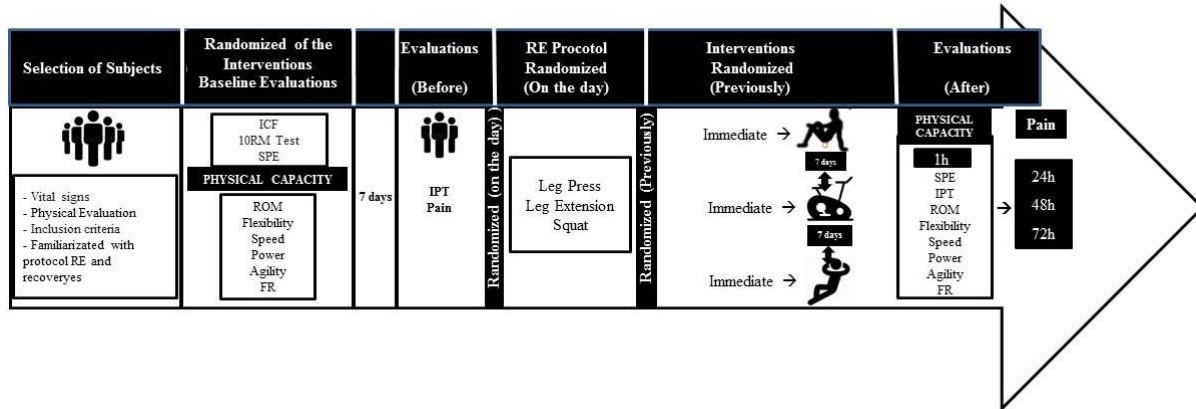 Selection of Subjects
Randomized of the
Interventions
Baseline Evaluations
Evaluations
(Before)
RE Procotol
Randomized
(On the day)
Interventions
Randomized
(Previously)
Evaluations
(After)
- Vital signs
- Physical Evaluation
- Inclusion criteria
- Familiarizated with
protocol RE and
recoveryes
ICF
10RM Test
SPE
PHYSICAL CAPACITY
ROM
Flexibility
Speed
Power
Agility
FR
7 days
IPT
Pain
Randomized (on the day) )
Leg Press
Leg Extension
Squat
Randomized (Previously)
Immediate →
7 days
Immediate →
7 days
Immediate →
PHYSICAL
CAPACITY
1h
SPE
IPT
ROM
Flexibility
Speed
Power
Agility
FR
→
Pain
24h
48h
72h